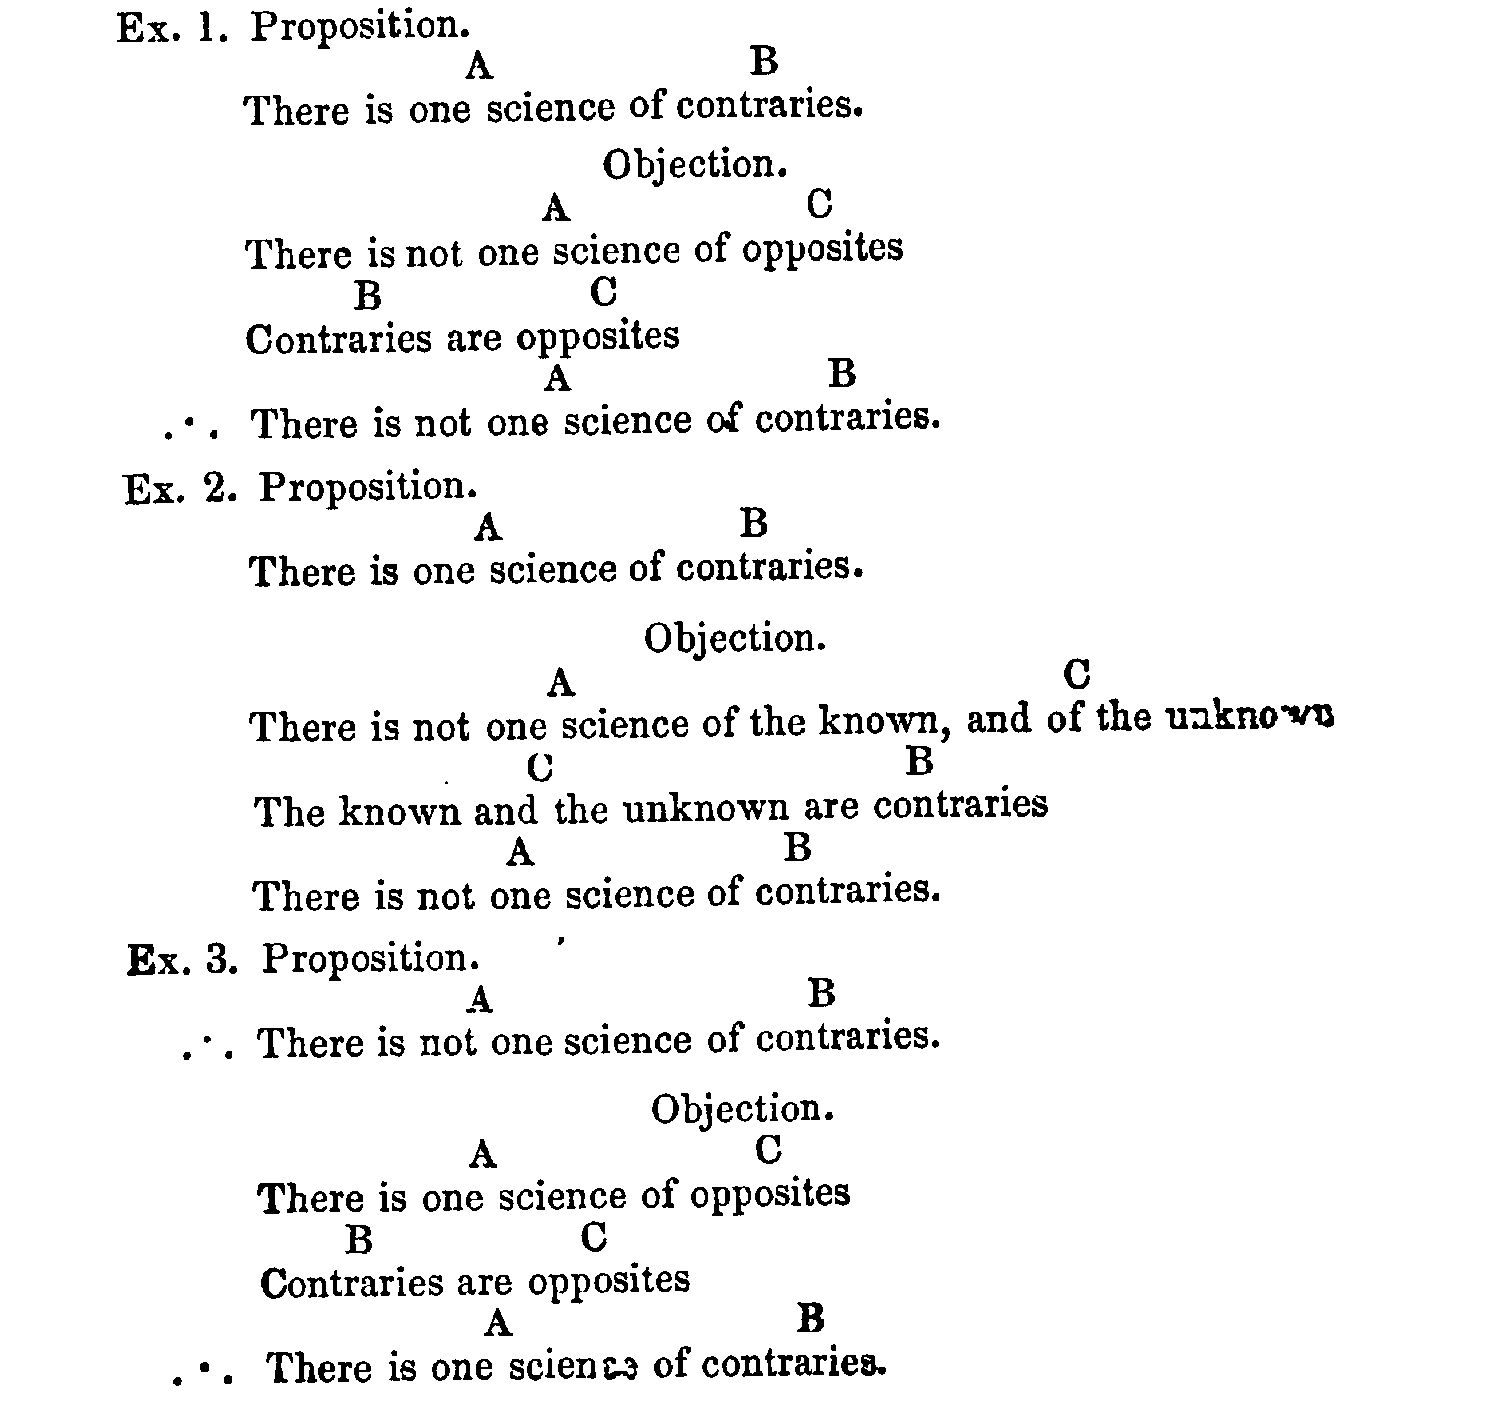 Ex. 1. Proposition.
A B
There is one science of contraries.
Objection.
A C
There is not one science of opposites
B C
Contraries are opposites
A B
.·. There is not one science of contraries.
Ex. 2. Proposition.
A B
There is one science of contraries.
Objection.
A C
There is not one science of the known, and of the unknown
C B
The known and the unknown are contraries
A B
There is not one science of contraries.
Ex. 3. Proposition.
A B
.·. There is not one science of contraries.
Objection.
A C
There is one science of opposites
B C
Contraries are opposites
A B
.·. There is one science of contraries.